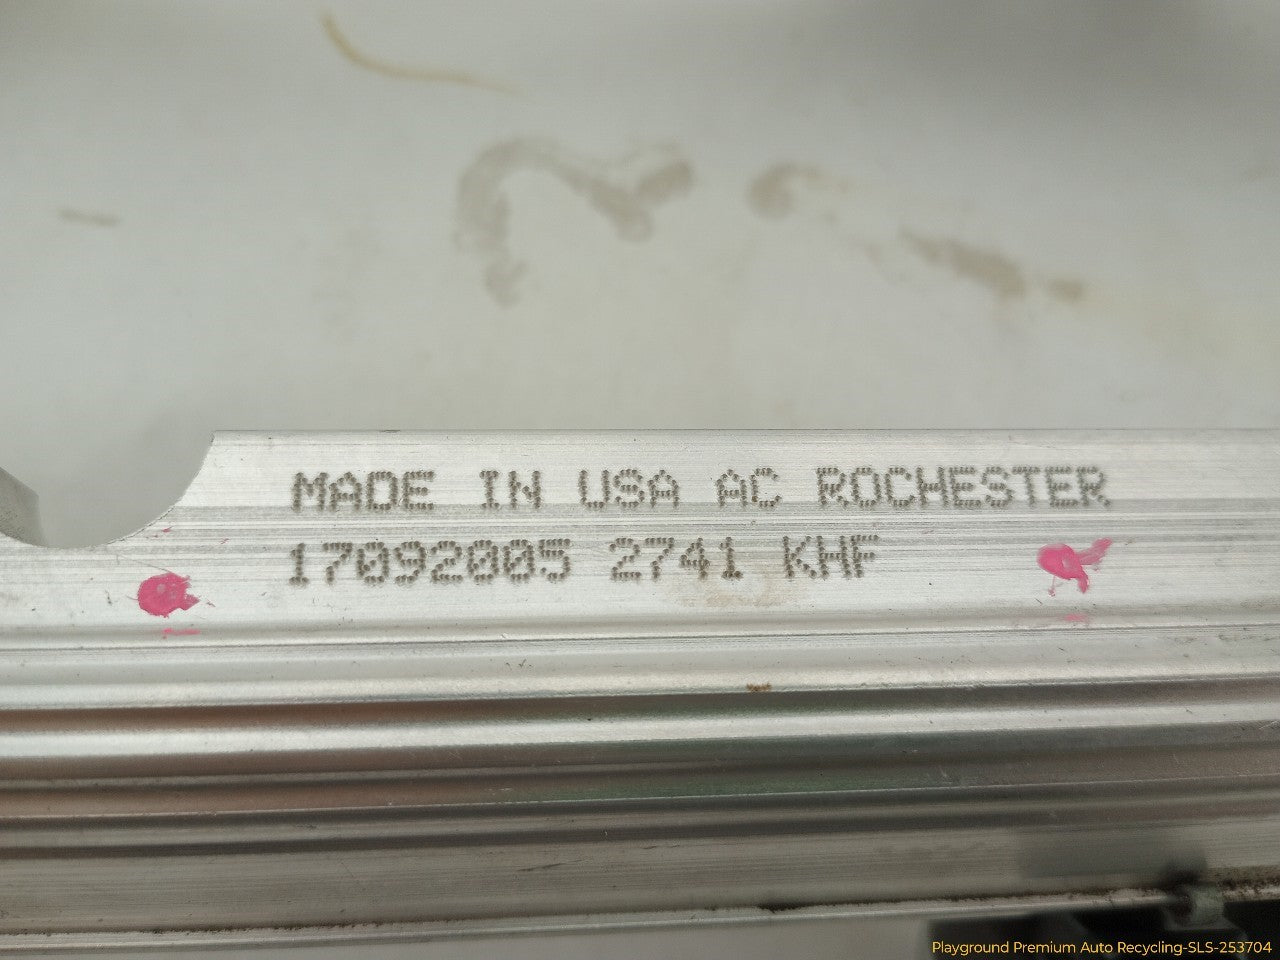 MADE IN USA AC ROCHESTER
17092005 2741 KHF
Playground Premium Auto Recycling-SLS-253704